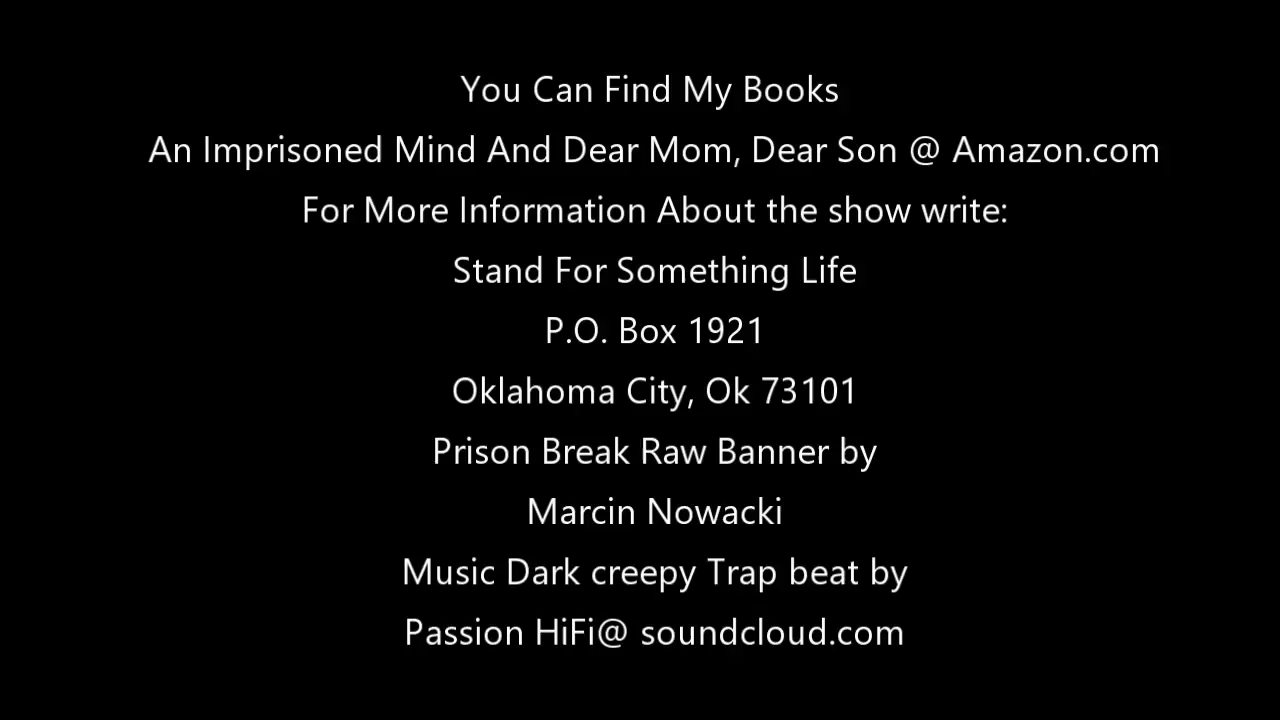 You Can Find My Books
An Imprisoned Mind And Dear Mom, Dear Son @ Amazon.com
For More Information About the show write:
Stand For Something Life
P.O. Box 1921
Oklahoma City, Ok 73101
Prison Break Raw Banner by
Marcin Nowacki
Music Dark creepy Trap beat by
Passion HiFi@ soundcloud.com